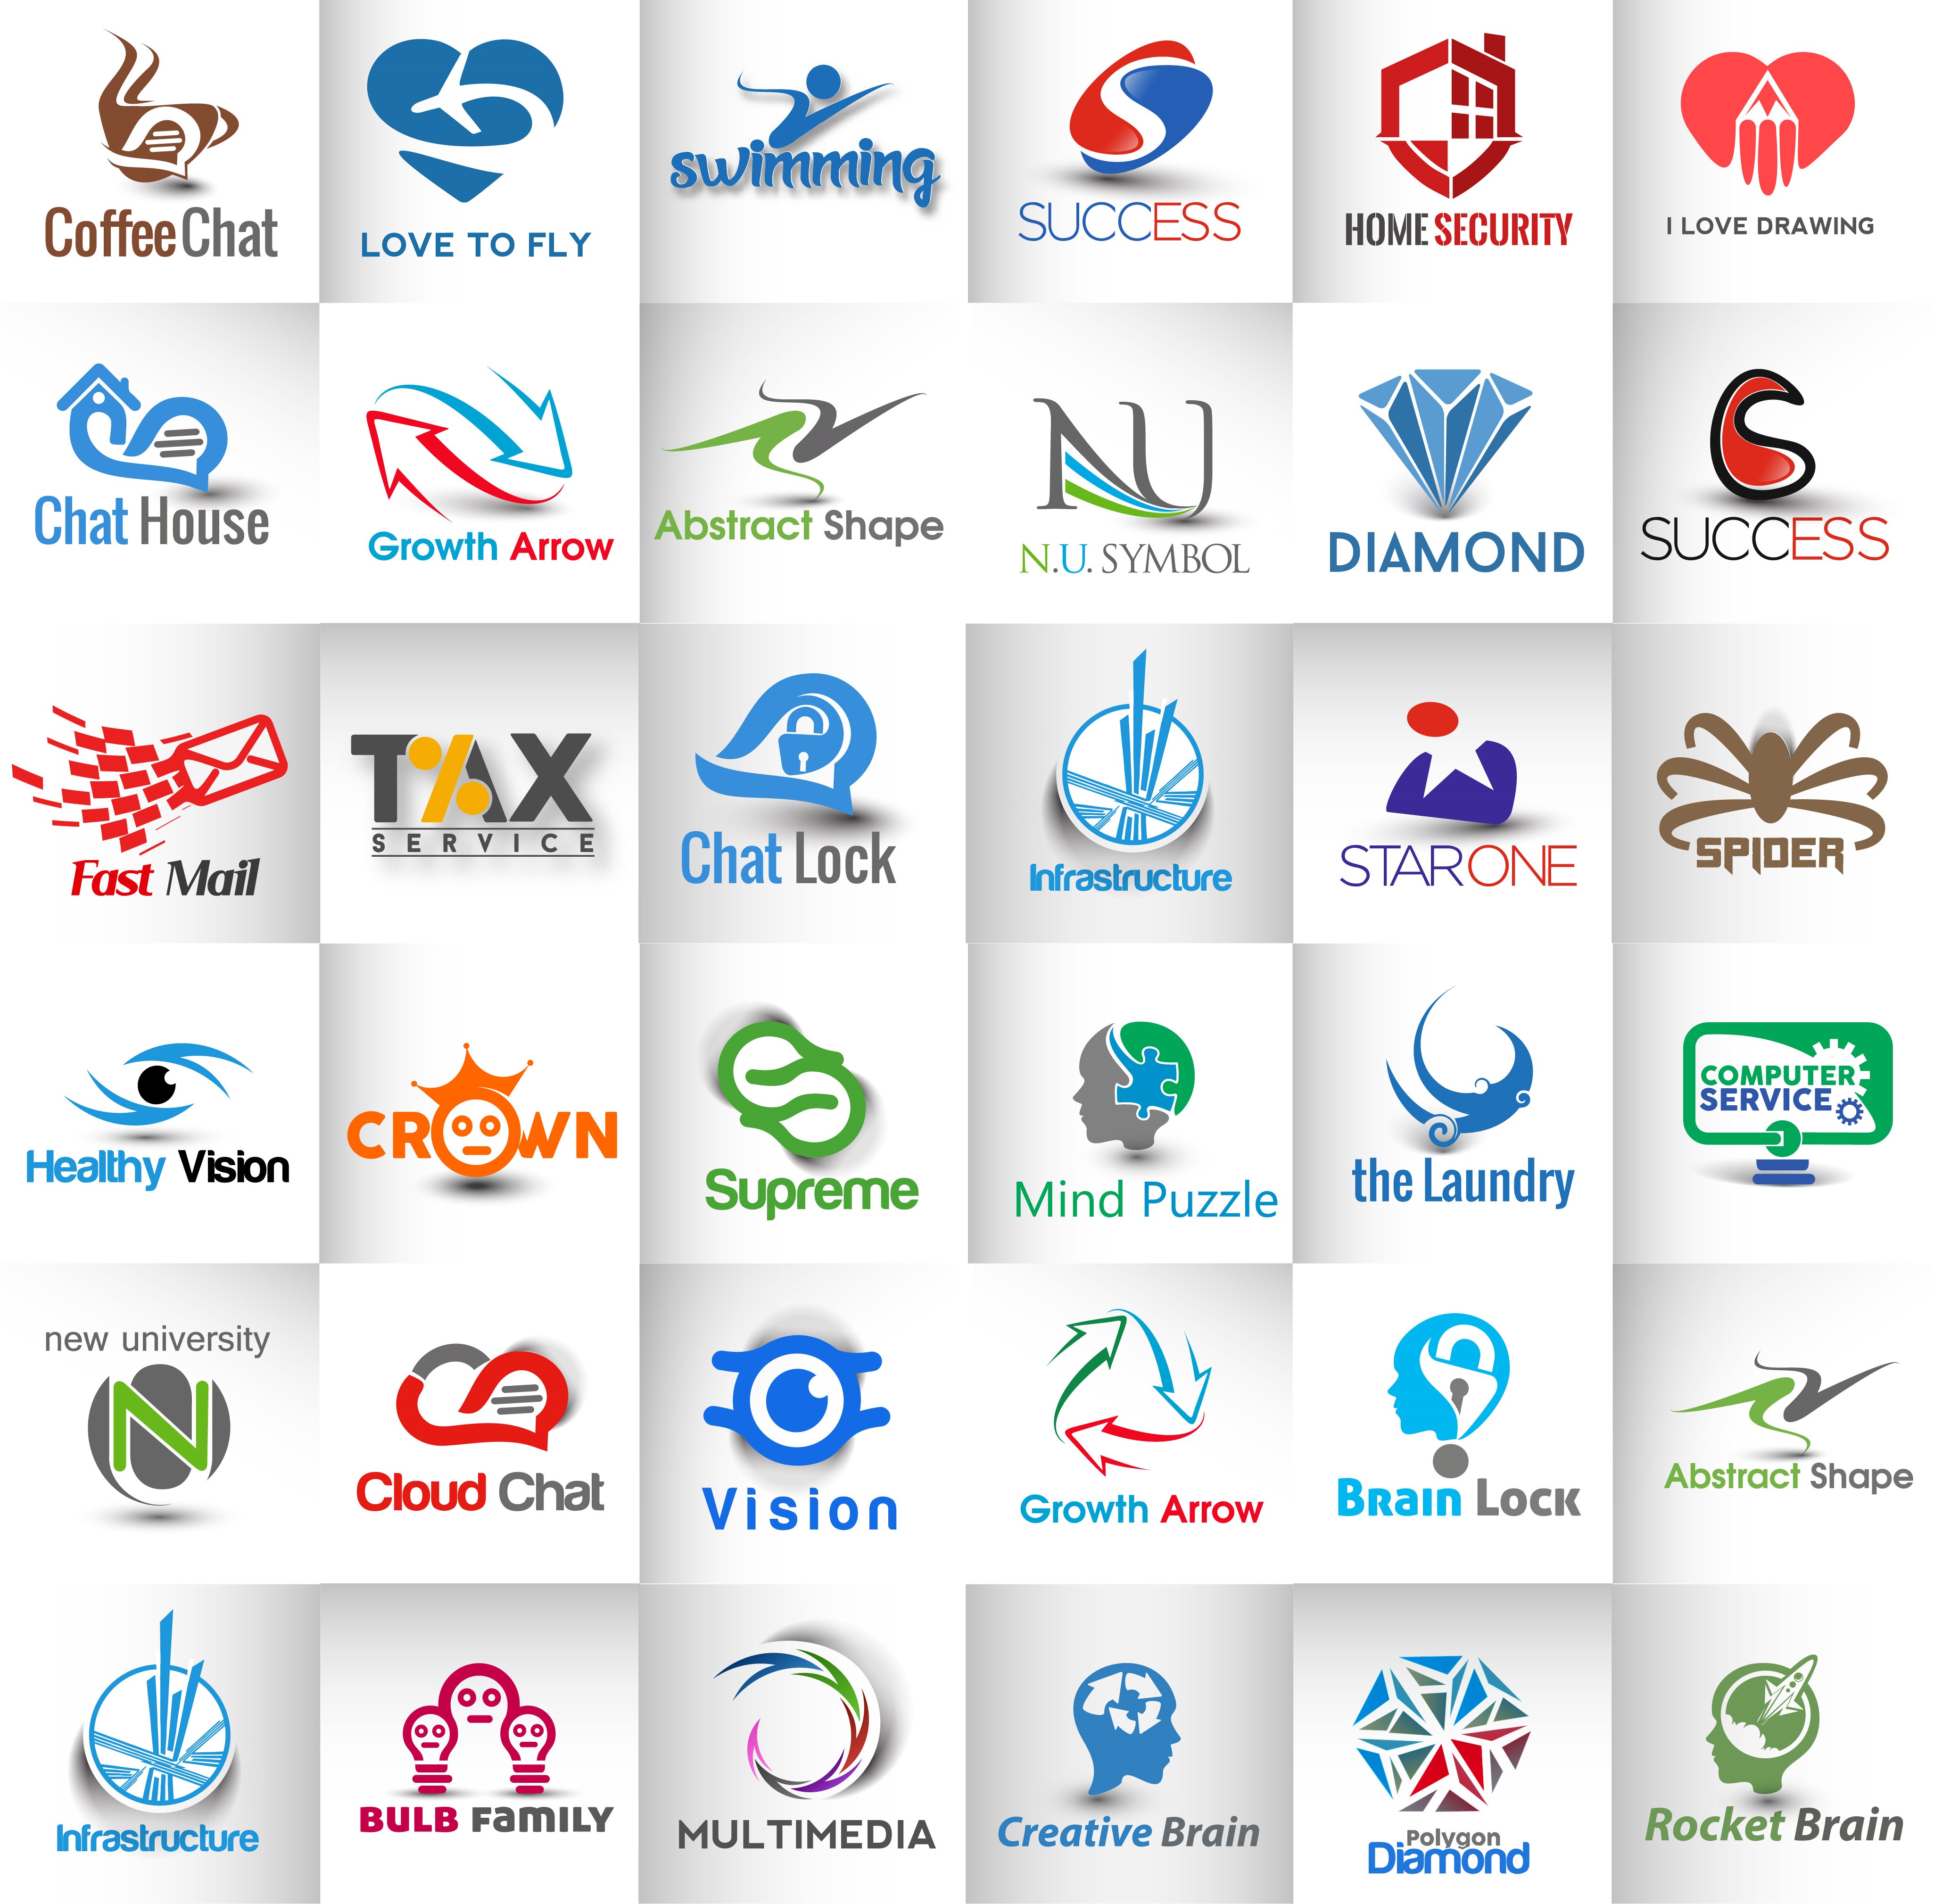 Coffee Chat
LOVE TO FLY
swimming
SUCCESS
HOME SECURITY
I LOVE DRAWING
Chat House
Growth Arrow
Abstract Shape
NU
N.U. SYMBOL
DIAMOND
SUCCESS
Fast Mail
TAX
SERVICE
Chat Lock
Infrastructure
STARONE
SPIDER
Healthy Vision
CROWN
Supreme
Mind Puzzle
the Laundry
COMPUTER
SERVICE
new university
N
Cloud Chat
Vision
Growth Arrow
Brain Lock
Abstract Shape
Infrastructure
BULB FamILY
MULTIMEDIA
Creative Brain
Polygon
Diamond
Rocket Brain